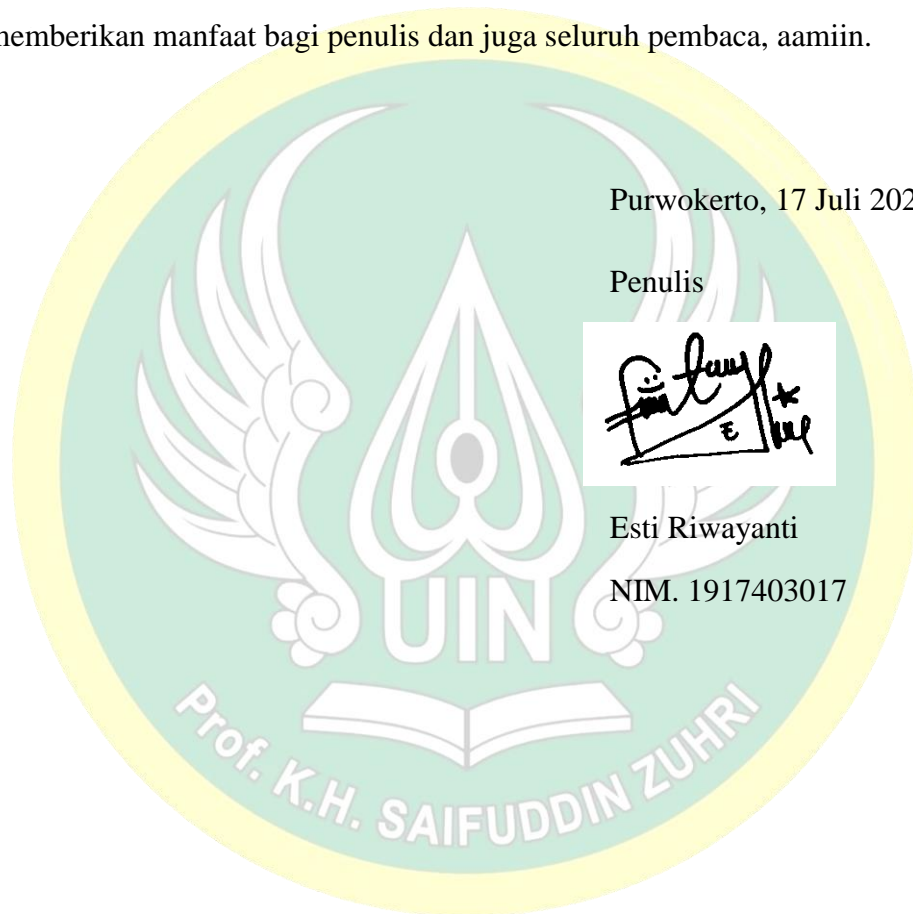 memberikan manfaat bagi penulis dan juga seluruh pembaca, aamiin.
Purwokerto, 17 Juli 202
Penulis
Esti Riwayanti
NIM. 1917403017
UIN
Prof. K.H. SAIFUDDIN ZUHRI